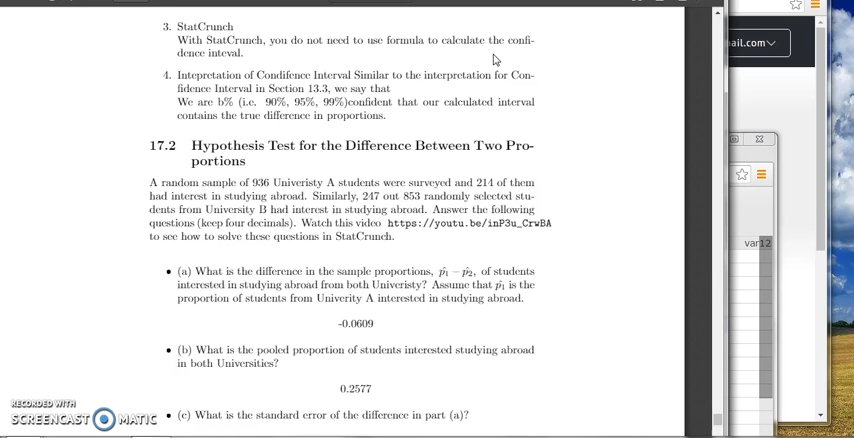 3. StatCrunch
With StatCrunch, you do not need to use formula to calculate the confi-
dence inteval.
4. Intepretation of Condifence Interval Similar to the interpretation for Con-
fidence Interval in Section 13.3, we say that
We are b% (i.e. 90%, 95%, 99%)confident that our calculated interval
contains the true difference in proportions.
17.2 Hypothesis Test for the Difference Between Two Pro-
portions
A random sample of 936 Univeristy A students were surveyed and 214 of them
had interest in studying abroad. Similarly, 247 out 853 randomly selected stu-
dents from University B had interest in studying abroad. Answer the following
questions (keep four decimals). Watch this video https://youtu.be/inP3u_CrwBA
to see how to solve these questions in StatCrunch.
• (a) What is the difference in the sample proportions, p̂₁ − p̂₂, of students
interested in studying abroad from both Univeristy? Assume that p̂₁ is the
proportion of students from Univerity A interested in studying abroad.
-0.0609
• (b) What is the pooled proportion of students interested studying abroad
in both Universities?
0.2577
• (c) What is the standard error of the difference in part (a)?
ail.com
var12
RECORDED WITH
SCREENCAST MATIC